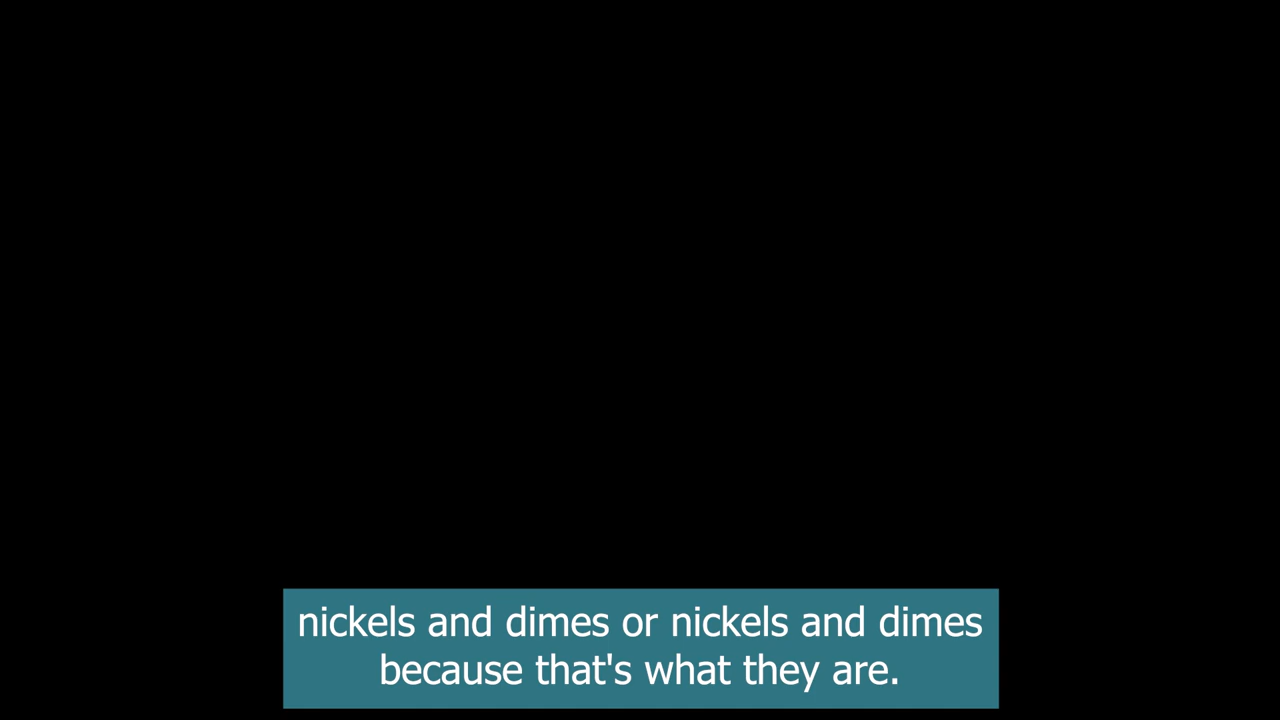 nickels and dimes or nickels and dimes
because that's what they are.